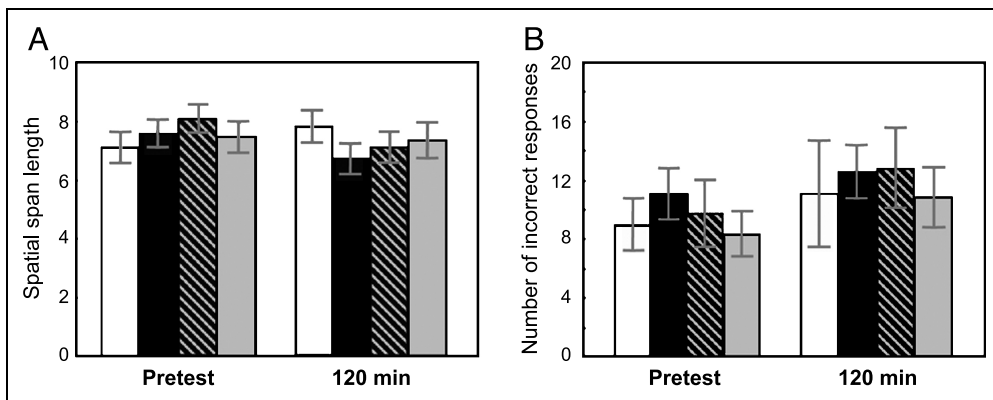 A
Spatial span length
10
8
6
4
2
0
Pretest
120 min
B
Number of incorrect responses
20
16
12
8
4
0
Pretest
120 min